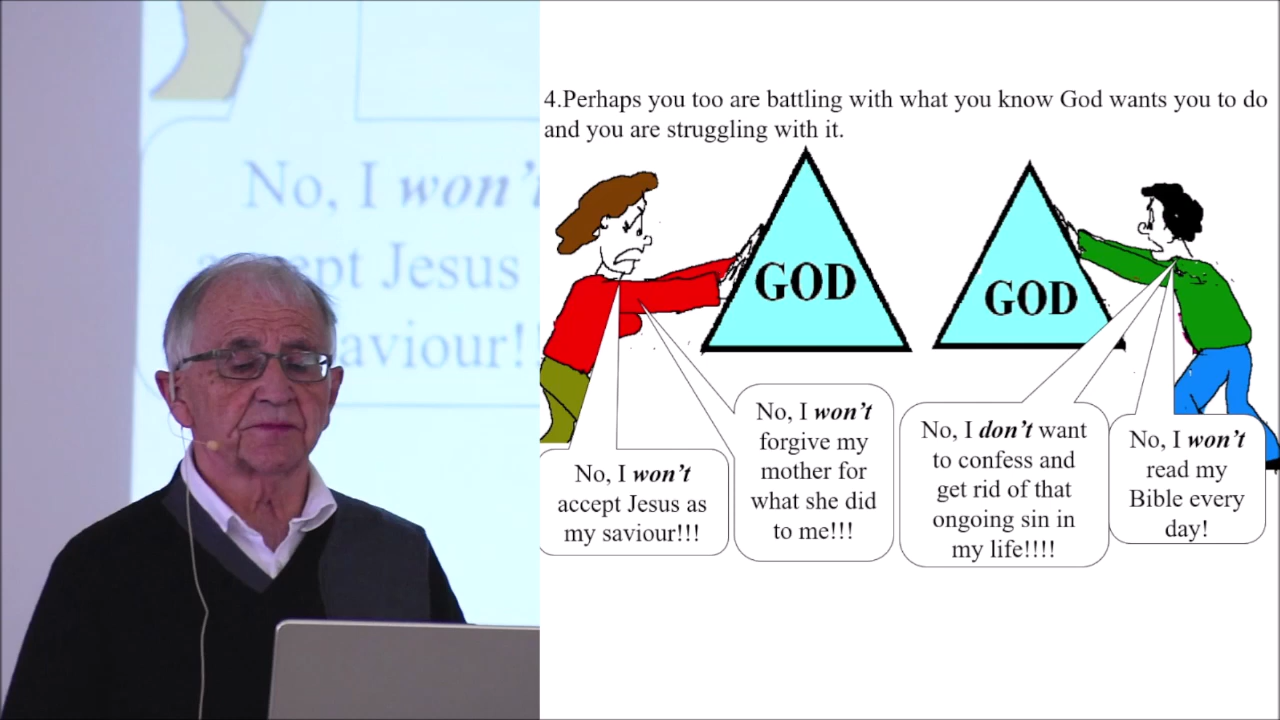 No, I won't
accept Jesus
saviour!!
4.Perhaps you too are battling with what you know God wants you to do
and you are struggling with it.
GOD
GOD
No, I won't
accept Jesus as
my saviour!!!
No, I won't
forgive my
mother for
what she did
to me!!!
No, I don't want
to confess and
get rid of that
ongoing sin in
my life!!!!
No, I won't
read my
Bible every
day!